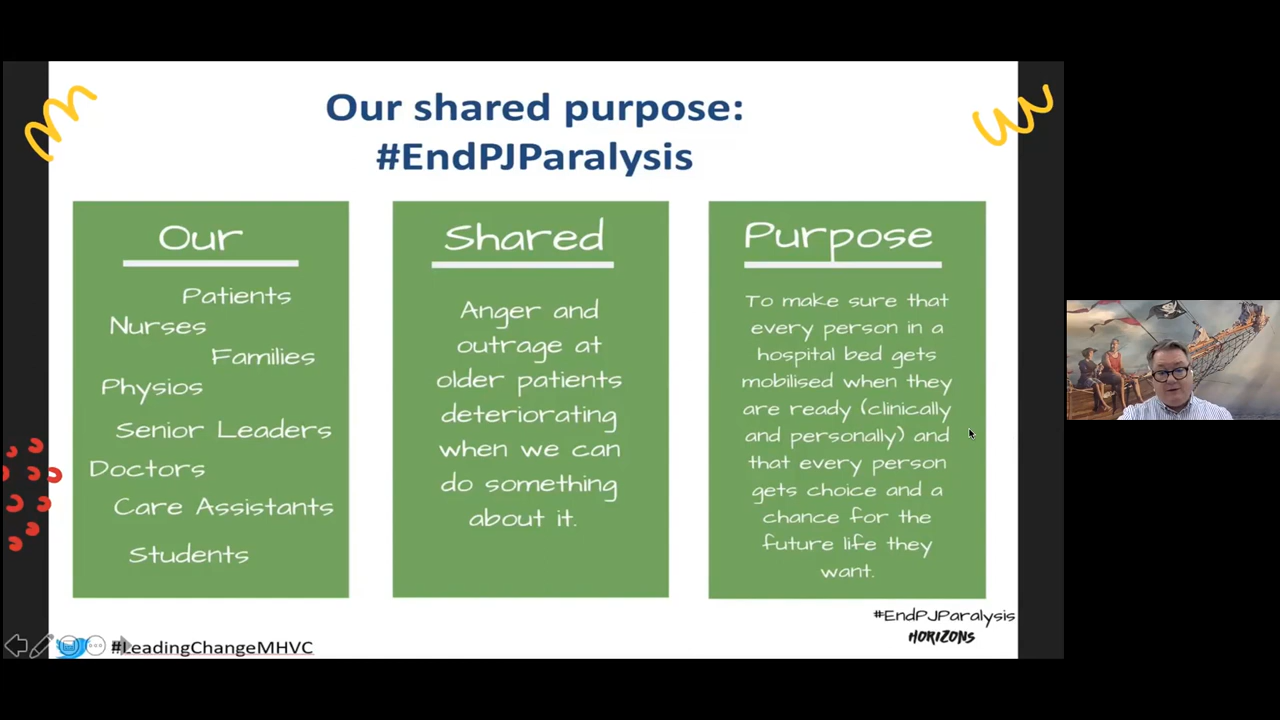 Our shared purpose:
#EndPJParalysis
Our
Patients
Nurses
Families
Physios
Senior Leaders
Doctors
Care Assistants
Students
Shared
Anger and
outrage at
older patients
deteriorating
when we can
do something
about it.
Purpose
To make sure that
every person in a
hospital bed gets
mobilised when they
are ready (clinically
and personally) and
that every person
gets choice and a
chance for the
future life they
want.
#EndPJParalysis
HORIZONS
#LeadingChangeMHVC